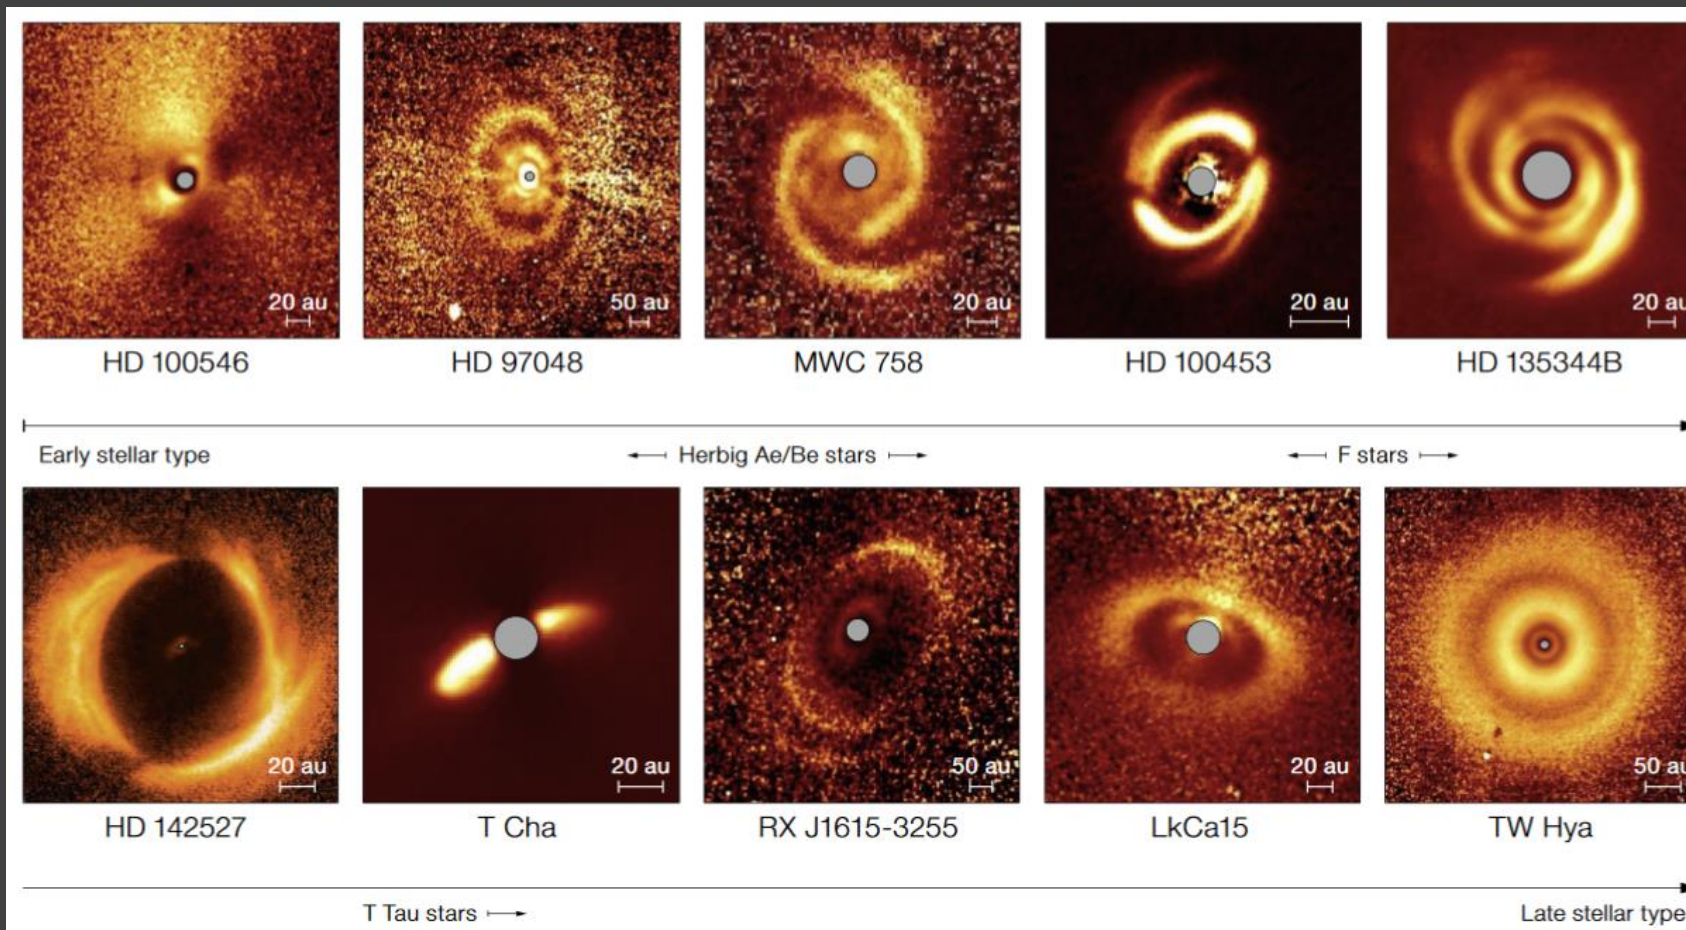 20 au
50 au
20 au
20 au
20 au
HD 100546
HD 97048
MWC 758
HD 100453
HD 135344B
Early stellar type
Herbig Ae/Be stars
F stars
20 au
20 au
50 au
20 au
50 au
HD 142527
T Cha
RX J1615-3255
LkCa15
TW Hya
T Tau stars
Late stellar type